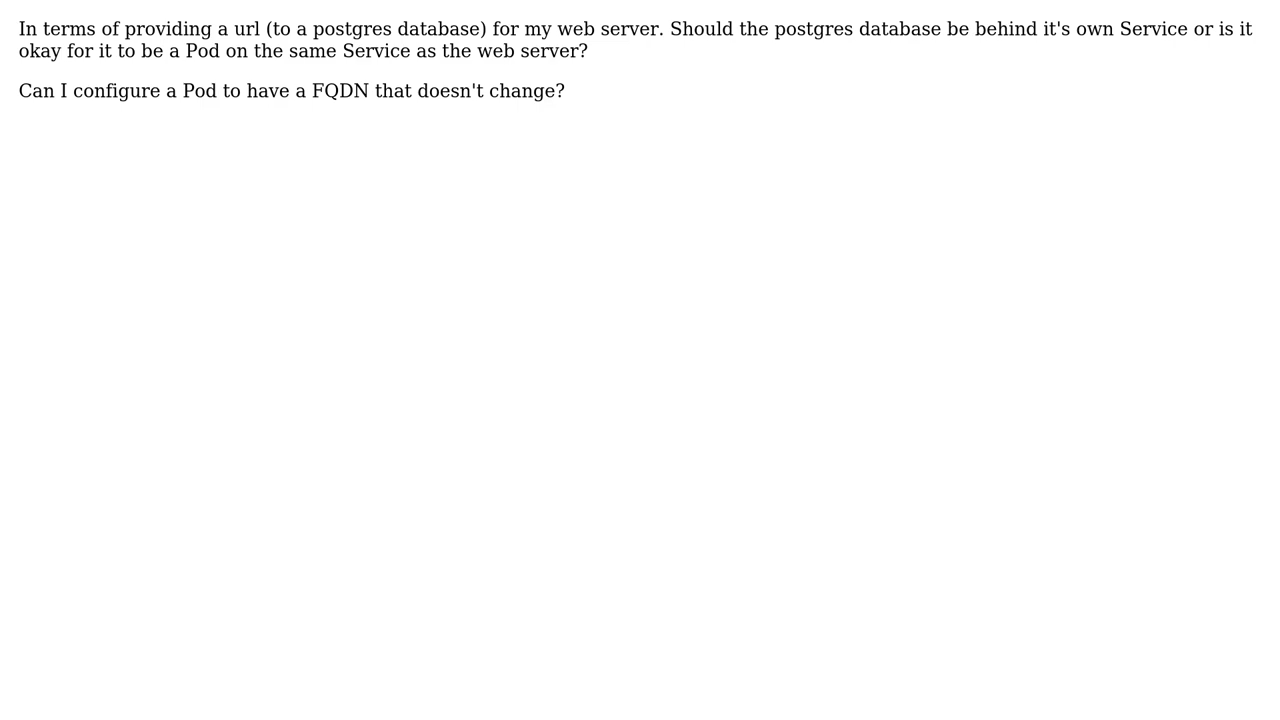 In terms of providing a url (to a postgres database) for my web server. Should the postgres database be behind it's own Service or is it
okay for it to be a Pod on the same Service as the web server?
Can I configure a Pod to have a FQDN that doesn't change?